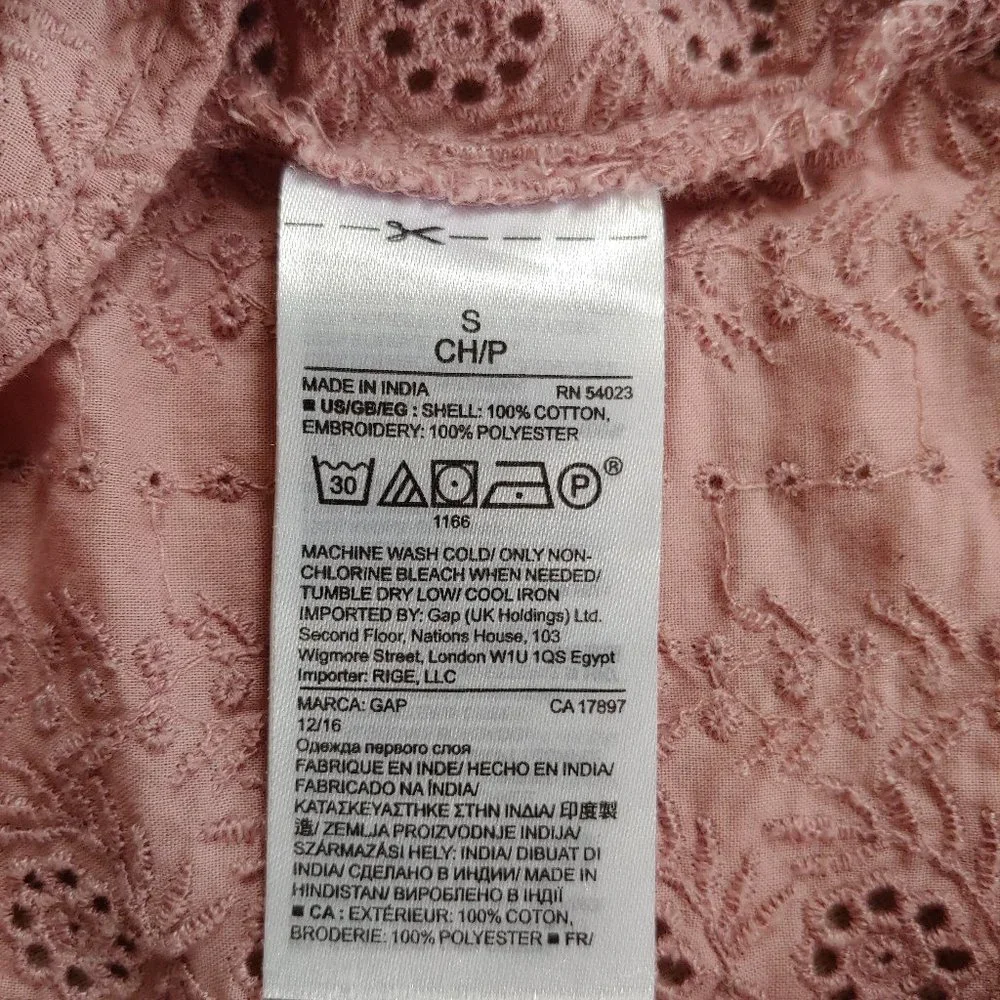 S
CH/P
MADE IN INDIA RN 54023
■ US/GB/EG : SHELL: 100% COTTON,
EMBROIDERY: 100% POLYESTER
30 P ®
1166
MACHINE WASH COLD/ ONLY NON-
CHLORINE BLEACH WHEN NEEDED/
TUMBLE DRY LOW/ COOL IRON
IMPORTED BY: Gap (UK Holdings) Ltd.
Second Floor, Nations House, 103
Wigmore Street, London W1U 1QS Egypt
Importer: RIGE, LLC
MARCA: GAP CA 17897
12/16
Одежда первого слоя
FABRIQUE EN INDE/ HECHO EN INDIA/
FABRICADO NA ÍNDIA/
ΚΑΤΑΣΚΕΥΑΣΤΗΚΕ ΣΤΗΝ ΙΝΔΙΑ/ 印度製
造/ ZEMLJA PROIZVODNJE INDIJA/
SZÁRMAZÁSI HELY: INDIA/ DIBUAT DI
INDIA/ СДЕЛАНО В ИНДИИ/ MADE IN
HINDISTAN/ ВИРОБЛЕНО В ІНДІЇ
■ CA : EXTÉRIEUR: 100% COTON,
BRODERIE: 100% POLYESTER ■ FR/